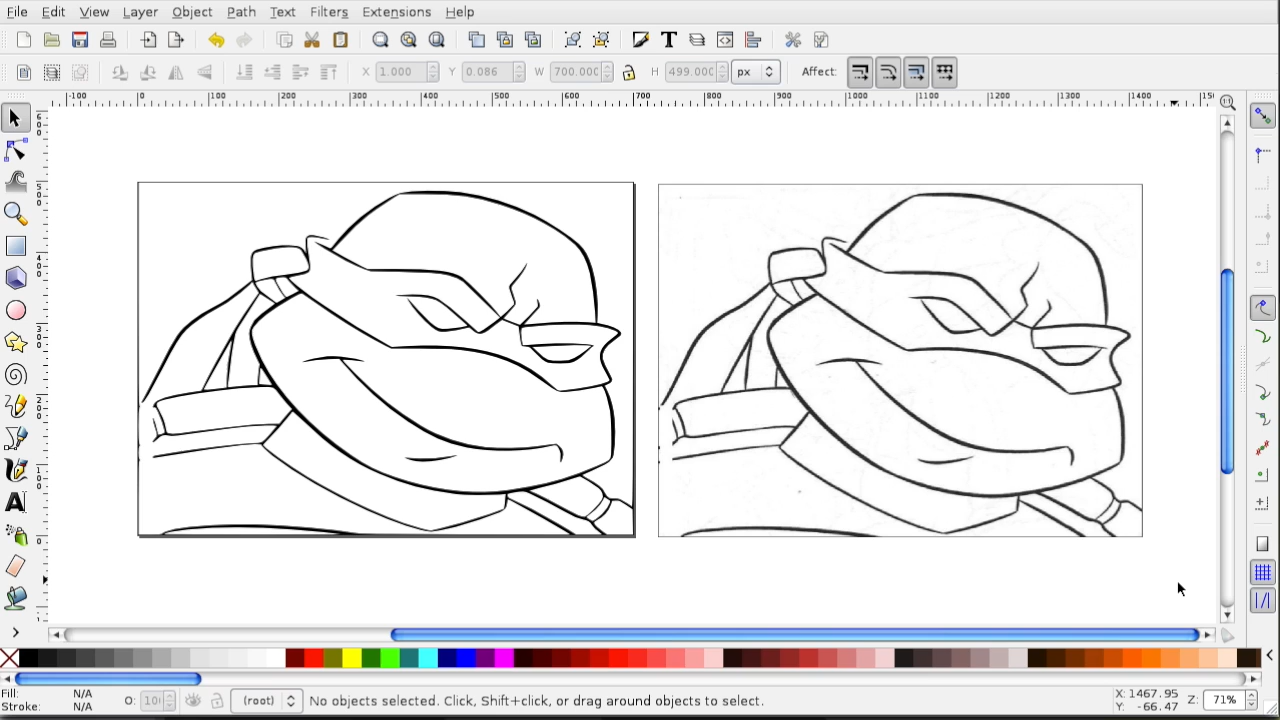 File Edit View Layer Object Path Text Filters Extensions Help
X 1.000 Y 0.086 W 700.000 H 499.000 px Affect:
-100 0 100 200 300 400 500 600 700 800 900 1000 1100 1200 1300 1400
Fill: N/A
Stroke: N/A
O: (root) No objects selected. Click, Shift+click, or drag around objects to select.
X: 1467.95
Y: -66.47
Z: 71%